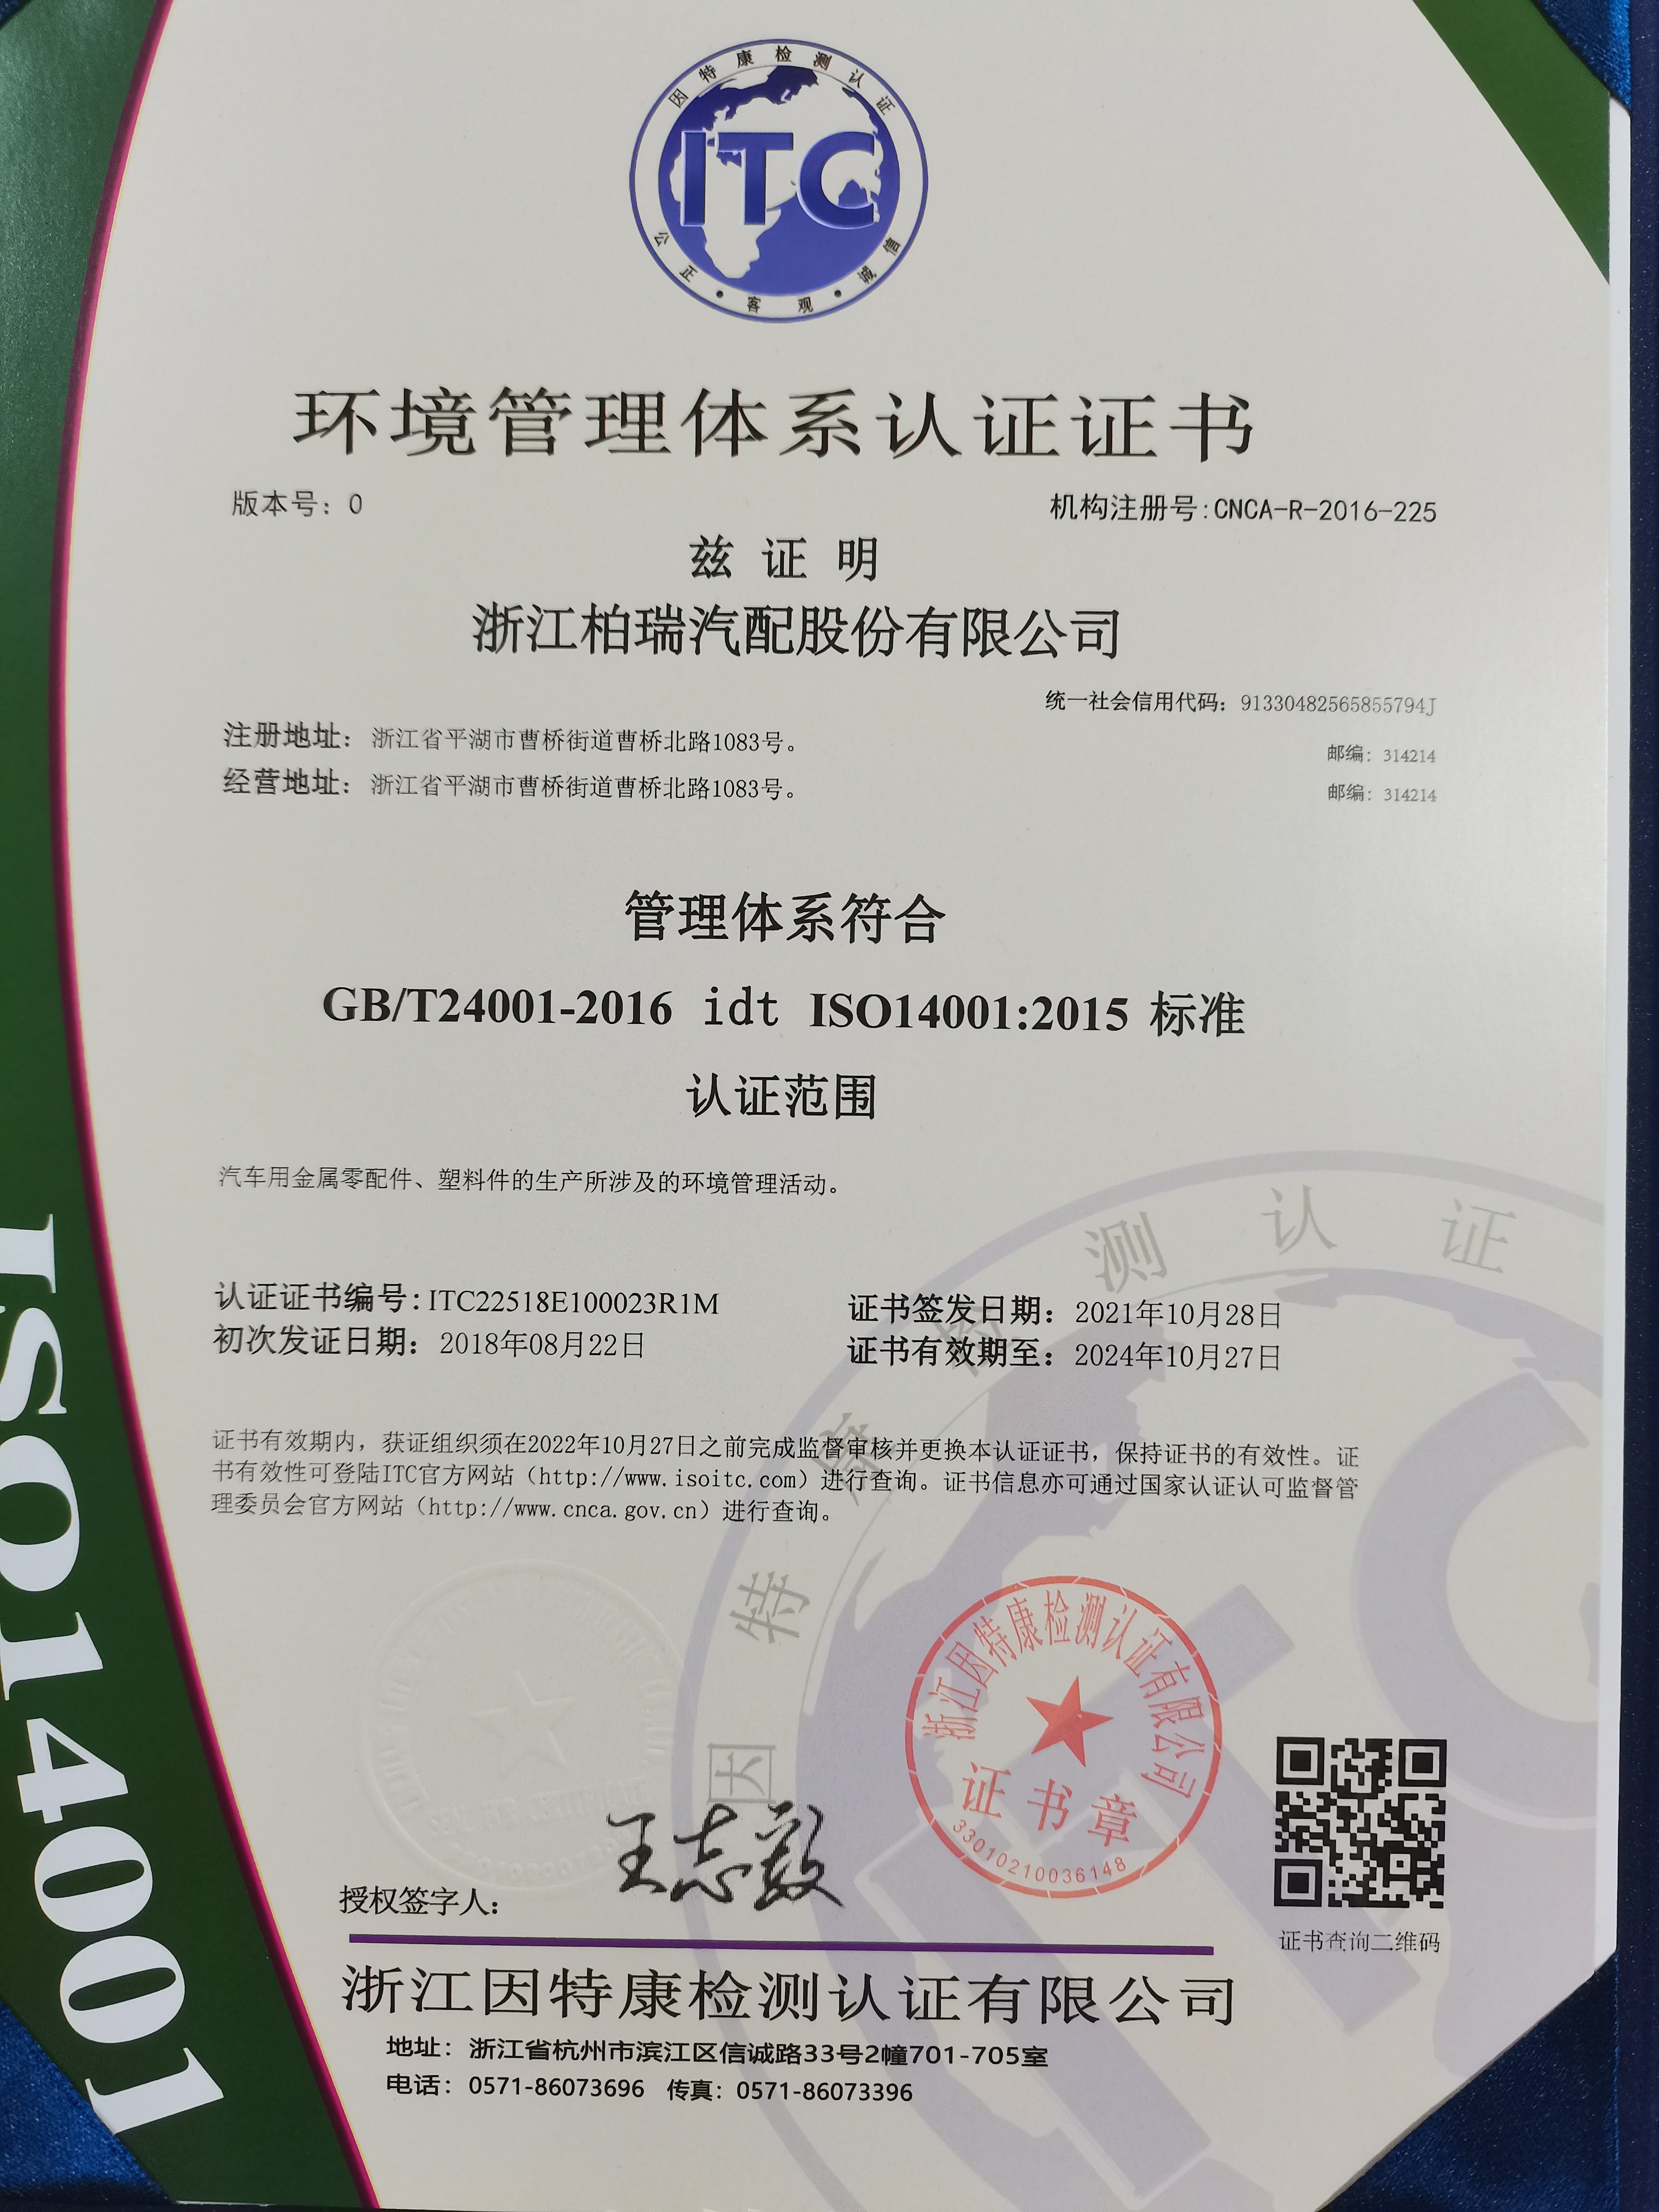 因特康检测认证
ITC
公正·客观·诚信
环境管理体系认证证书
版本号：0
机构注册号:CNCA-R-2016-225
兹证明
浙江柏瑞汽配股份有限公司
统一社会信用代码：91330482565855794J
注册地址：浙江省平湖市曹桥街道曹桥北路1083号。
邮编：314214
经营地址：浙江省平湖市曹桥街道曹桥北路1083号。
邮编：314214
管理体系符合
GB/T24001-2016 idt ISO14001:2015 标准
认证范围
汽车用金属零配件、塑料件的生产所涉及的环境管理活动。
认证证书编号:ITC22518E100023R1M
证书签发日期：2021年10月28日
初次发证日期：2018年08月22日
证书有效期至：2024年10月27日
证书有效期内，获证组织须在2022年10月27日之前完成监督审核并更换本认证证书，保持证书的有效性。证
书有效性可登陆ITC官方网站（http://www.isoitc.com）进行查询。证书信息亦可通过国家认证认可监督管
理委员会官方网站（http://www.cnca.gov.cn）进行查询。
因特康检测认证
浙江因特康检测认证有限公司
证书章
33010210036148
授权签字人：
王志毅
证书查询二维码
浙江因特康检测认证有限公司
地址：浙江省杭州市滨江区信诚路33号2幢701-705室
电话：0571-86073696 传真：0571-86073396
ISO14001